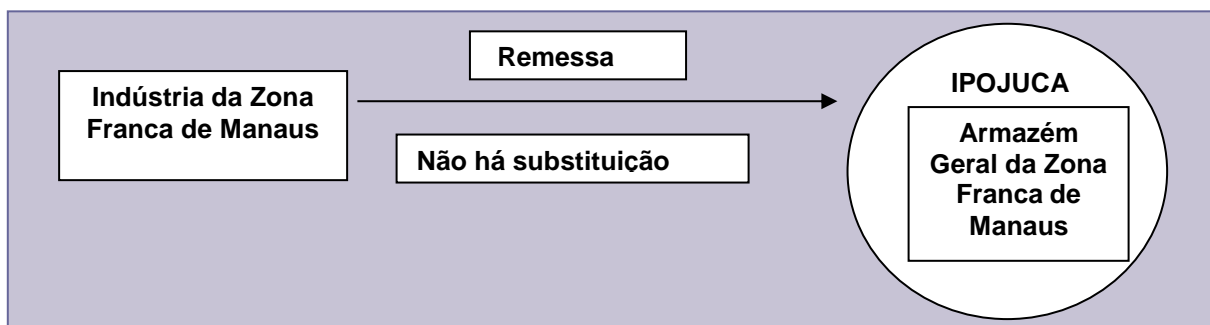 Remessa
Indústria da Zona
Franca de Manaus
Não há substituição
IPOJUCA
Armazém
Geral da Zona
Franca de
Manaus